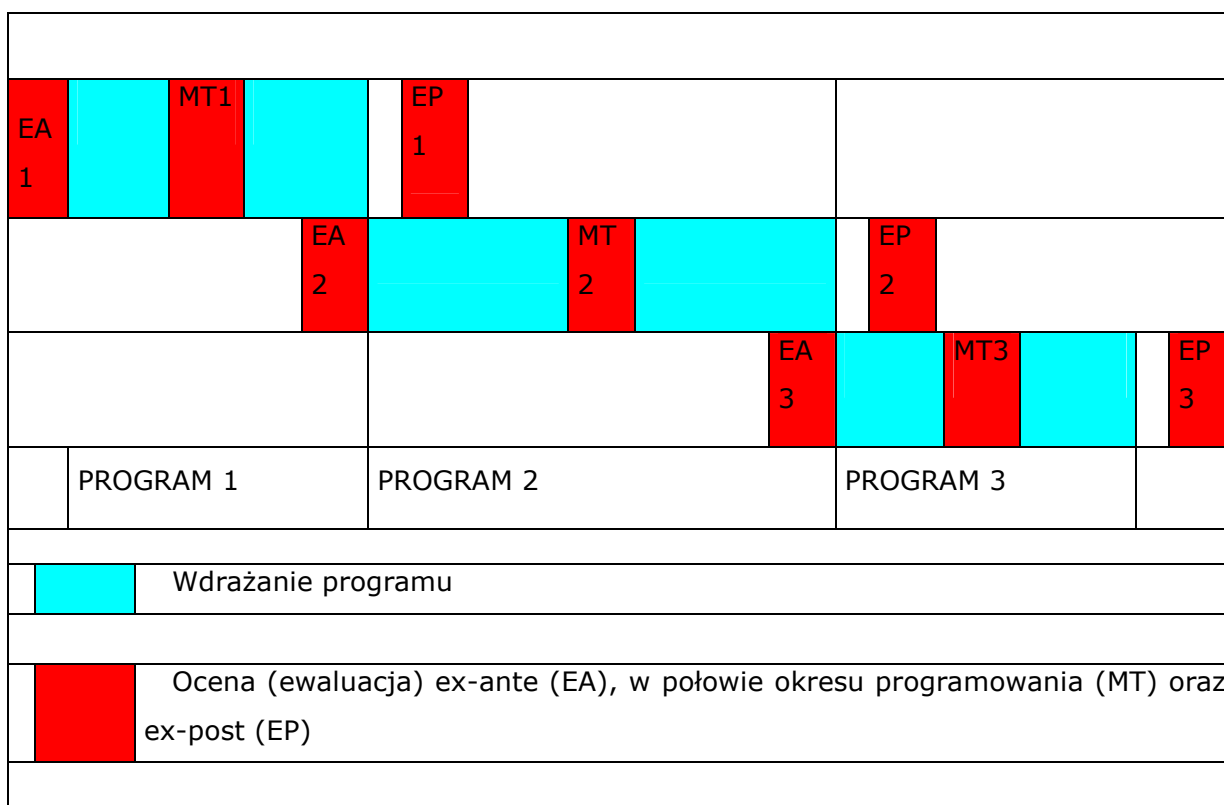 EA
1
MT1
EP
1
EA
2
MT
2
EP
2
EA
3
MT3
EP
3
PROGRAM 1
PROGRAM 2
PROGRAM 3
Wdrażanie programu
Ocena (ewaluacja) ex-ante (EA), w połowie okresu programowania (MT) oraz
ex-post (EP)